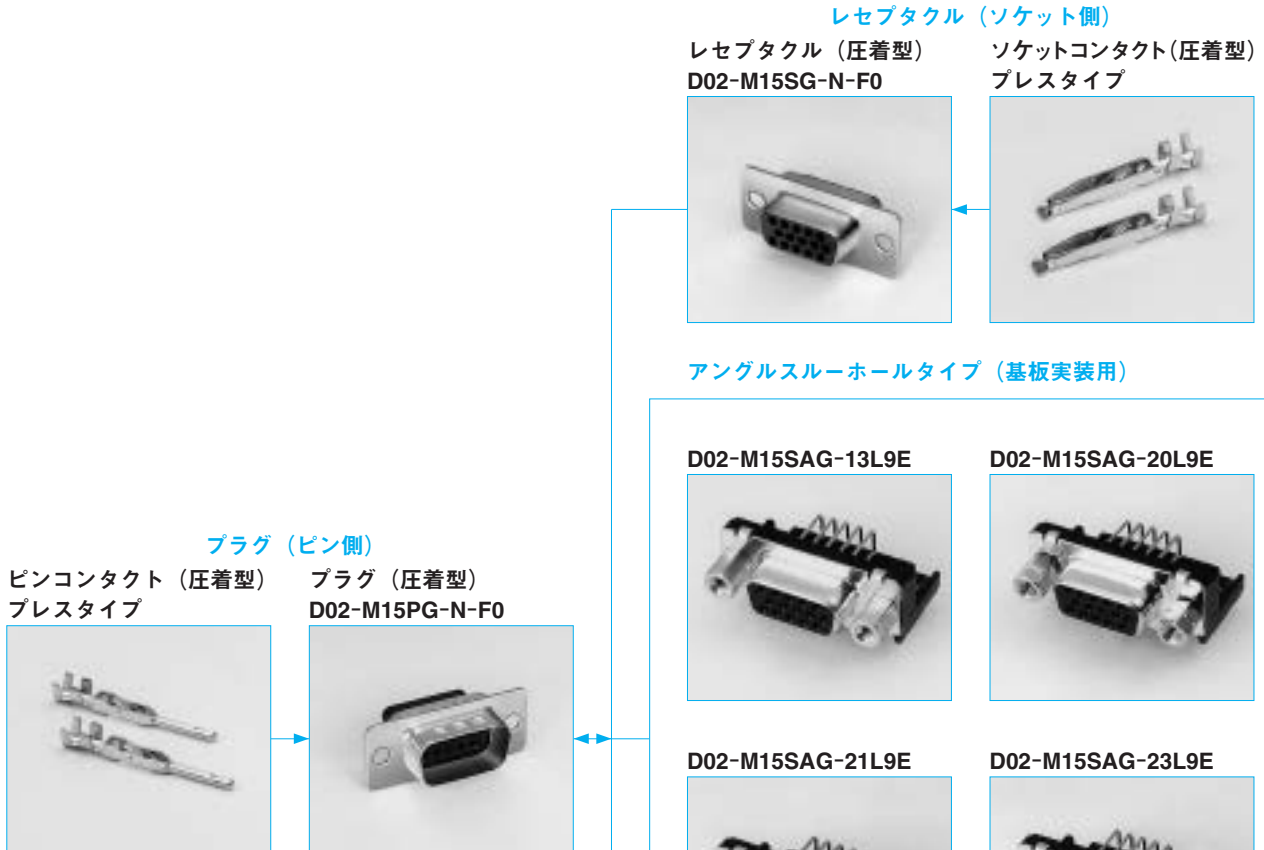 レセプタクル（ソケット側）
レセプタクル（圧着型）
D02-M15SG-N-F0
ソケットコンタクト（圧着型）
プレスタイプ
アングルスルーホールタイプ（基板実装用）
D02-M15SAG-13L9E
D02-M15SAG-20L9E
プラグ（ピン側）
ピンコンタクト（圧着型）
プレスタイプ
プラグ（圧着型）
D02-M15PG-N-F0
D02-M15SAG-21L9E
D02-M15SAG-23L9E